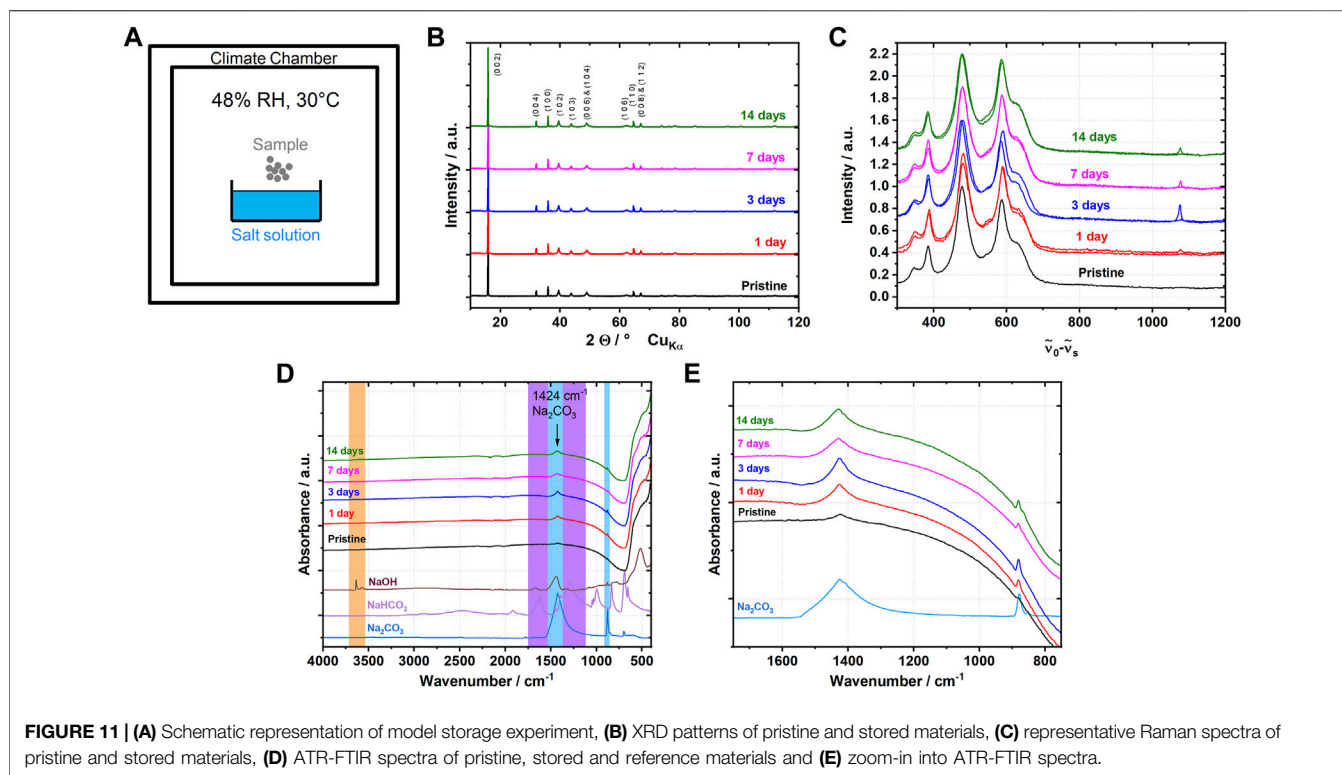 A
Climate Chamber
48% RH, 30°C
Sample
Salt solution
B
Intensity / a.u.
(0 0 2)
(0 0 4)
(1 0 0)
(1 0 2)
(1 0 3)
(0 0 6) & (1 0 4)
(1 0 6)
(1 1 0)
(0 0 8) & (1 1 2)
14 days
7 days
3 days
1 day
Pristine
20 40 60 80 100 120
2 Θ / ° Cu Kα
C
Intensity / a.u.
2.2
2.0
1.8
1.6
1.4
1.2
1.0
0.8
0.6
0.4
0.2
0.0
14 days
7 days
3 days
1 day
Pristine
400 600 800 1000 1200
ν̃₀-ν̃ₛ
D
Absorbance / a.u.
1424 cm⁻¹
Na₂CO₃
14 days
7 days
3 days
1 day
Pristine
NaOH
NaHCO₃
Na₂CO₃
4000 3500 3000 2500 2000 1500 1000 500
Wavenumber / cm⁻¹
E
Absorbance / a.u.
14 days
7 days
3 days
1 day
Pristine
Na₂CO₃
1600 1400 1200 1000 800
Wavenumber / cm⁻¹
FIGURE 11 | (A) Schematic representation of model storage experiment, (B) XRD patterns of pristine and stored materials, (C) representative Raman spectra of
pristine and stored materials, (D) ATR-FTIR spectra of pristine, stored and reference materials and (E) zoom-in into ATR-FTIR spectra.